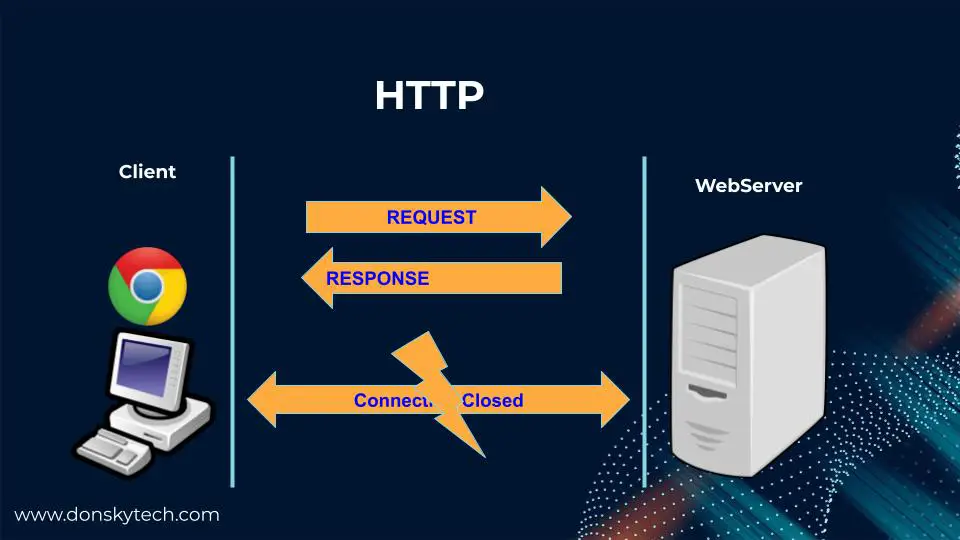 HTTP
Client
WebServer
REQUEST
RESPONSE
Closed
www.donskytech.com